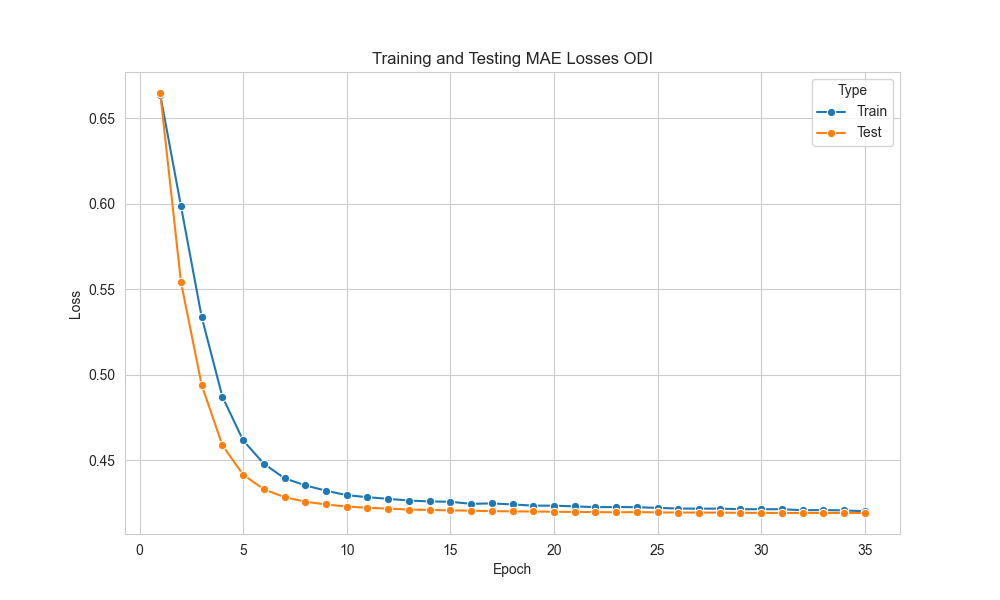 Training and Testing MAE Losses ODI
Type
Train
Test
0.65
0.60
0.55
0.50
0.45
Loss
0 5 10 15 20 25 30 35
Epoch